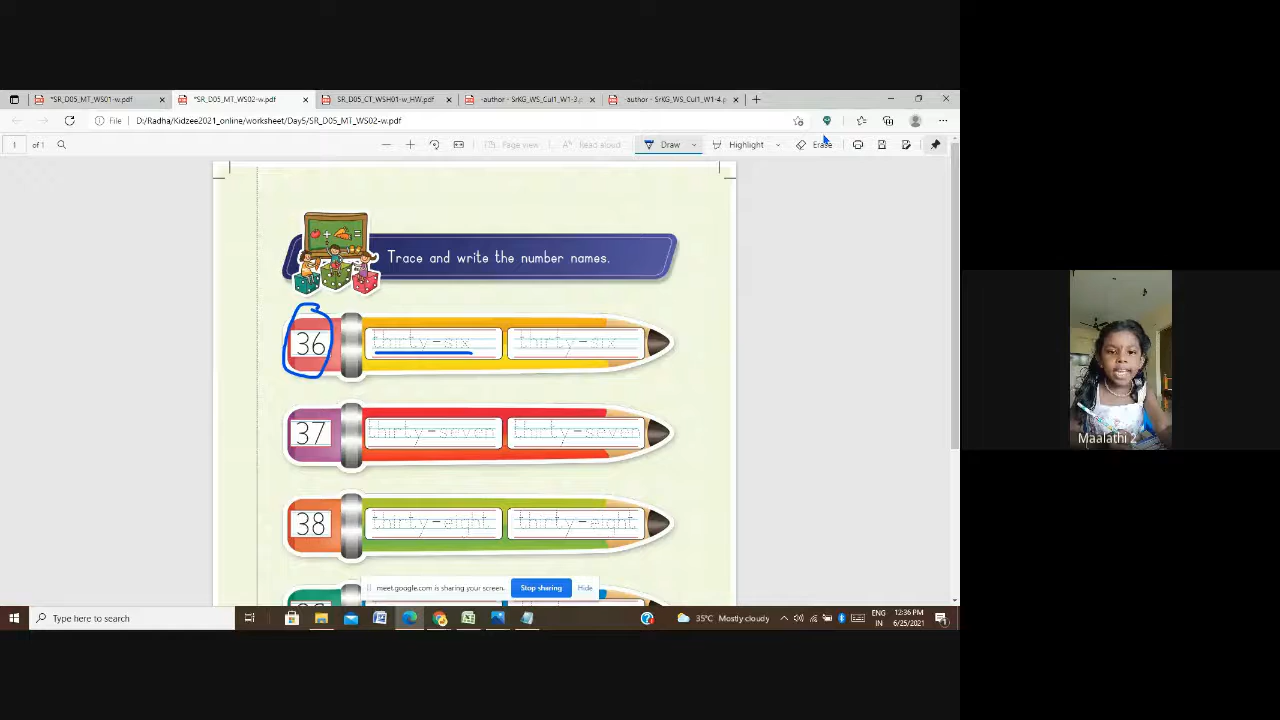 *SR_D05_MT_WS01-w.pdf
*SR_D05_MT_WS02-w.pdf
SR_D05_CT_WSH01-w_HW.pdf
-author - SrKG_WS_Cul1_W1-3.p
-author - SrKG_WS_Cul1_W1-4.p
File D:/Radha/Kidzee2021_online/worksheet/Day5/SR_D05_MT_WS02-w.pdf
1 of 1
Page view
Read aloud
Draw
Highlight
Erase
Trace and write the number names.
36 thirty-six thirty-six
37 thirty-seven thirty-seven
38 thirty-eight thirty-eight
Maalathi 2
meet.google.com is sharing your screen.
Stop sharing
Hide
Type here to search
35°C Mostly cloudy
ENG
IN
12:36 PM
6/25/2021